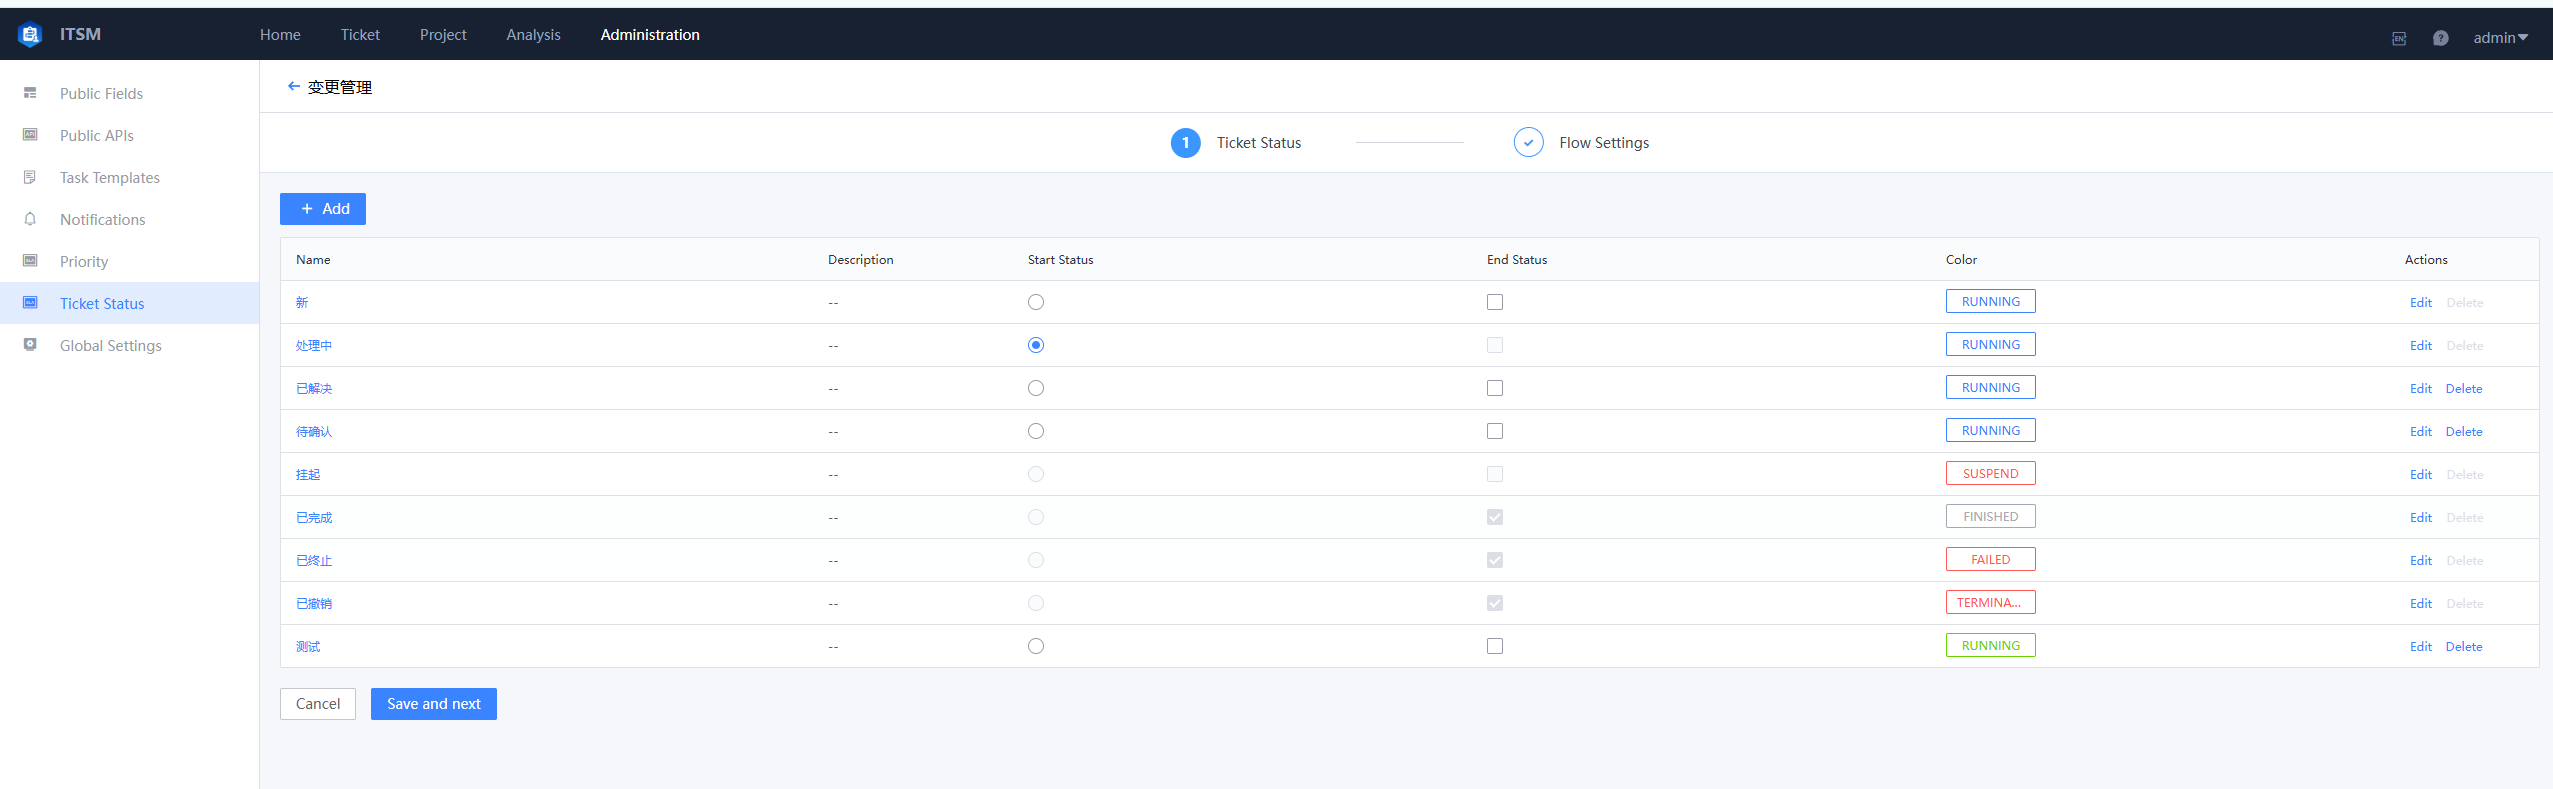 ITSM Home Ticket Project Analysis Administration EN ? admin
Public Fields
Public APIs
Task Templates
Notifications
Priority
Ticket Status
Global Settings
← 变更管理
1 Ticket Status Flow Settings
+ Add
Name Description Start Status End Status Color Actions
新 -- RUNNING Edit Delete
处理中 -- RUNNING Edit Delete
已解决 -- RUNNING Edit Delete
待确认 -- RUNNING Edit Delete
挂起 -- SUSPEND Edit Delete
已完成 -- FINISHED Edit Delete
已终止 -- FAILED Edit Delete
已撤销 -- TERMINA... Edit Delete
测试 -- RUNNING Edit Delete
Cancel Save and next